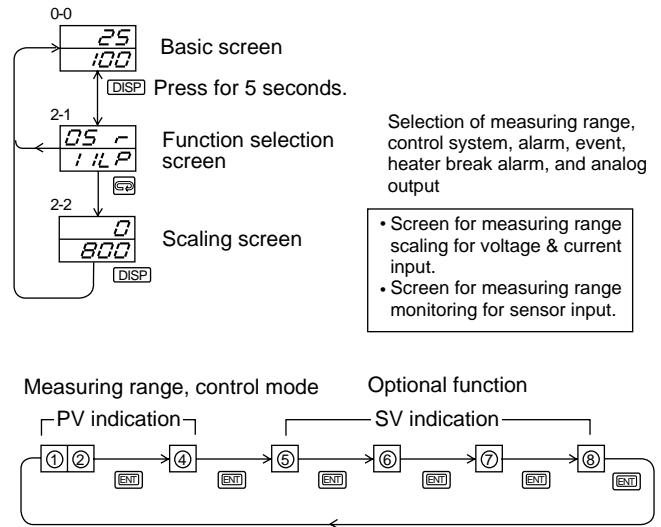 0-0
25
100
Basic screen
DISP Press for 5 seconds.
2-1
05 r
11LP
Function selection
screen
Selection of measuring range,
control system, alarm, event,
heater break alarm, and analog
output
2-2
0
800
Scaling screen
DISP
• Screen for measuring range
scaling for voltage & current
input.
• Screen for measuring range
monitoring for sensor input.
Measuring range, control mode
Optional function
PV indication
SV indication
① ② ④ ⑤ ⑥ ⑦ ⑧
ENT ENT ENT ENT ENT